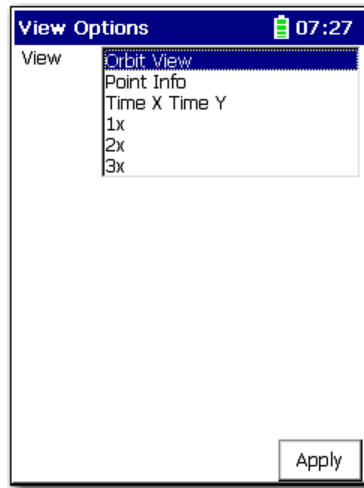 View Options 07:27
View
Orbit View
Point Info
Time X Time Y
1x
2x
3x
Apply